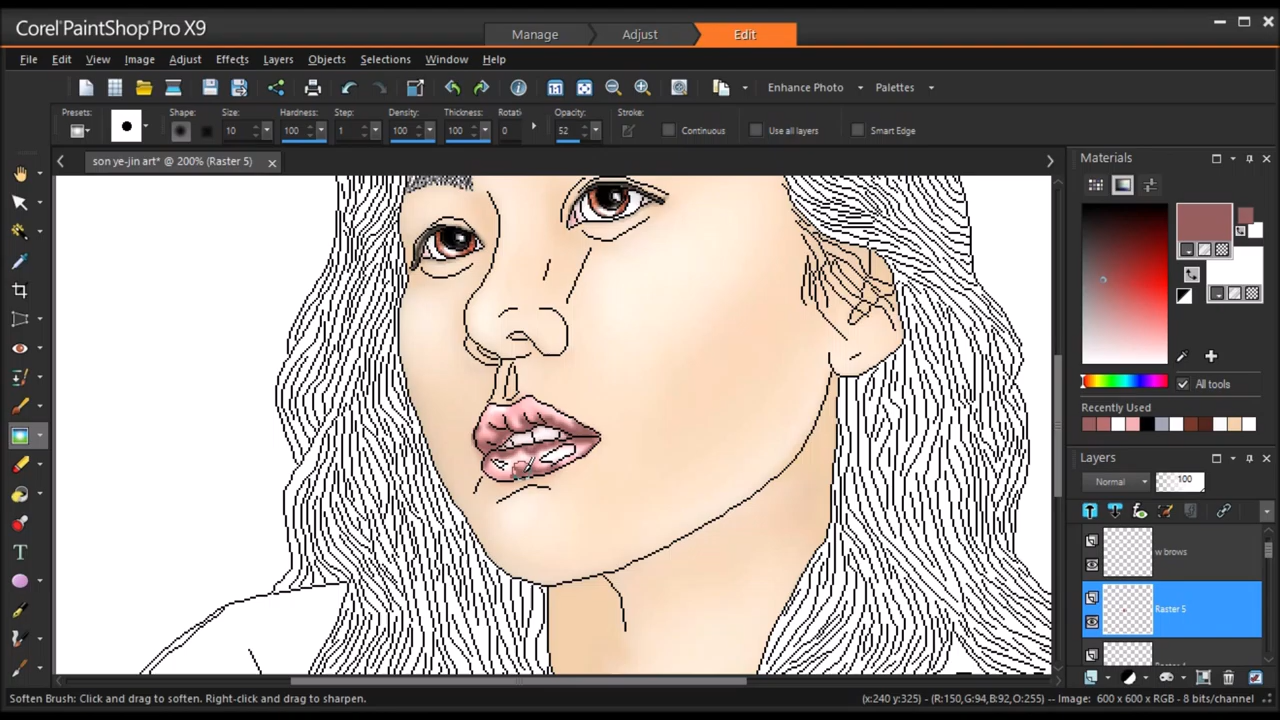 Corel PaintShop Pro X9
Manage Adjust Edit
File Edit View Image Adjust Effects Layers Objects Selections Window Help
Enhance Photo Palettes
Presets: Shape: Size: Hardness: Step: Density: Thickness: Rotati Opacity: Stroke:
10 100 1 100 100 0 52 Continuous Use all layers Smart Edge
son ye-jin art* @ 200% (Raster 5)
Materials
All tools
Recently Used
Layers
Normal 100
w brows
Raster 5
Soften Brush: Click and drag to soften. Right-click and drag to sharpen.
(x:240 y:325) - (R:150,G:94,B:92,O:255) -- Image: 600 x 600 x RGB - 8 bits/channel